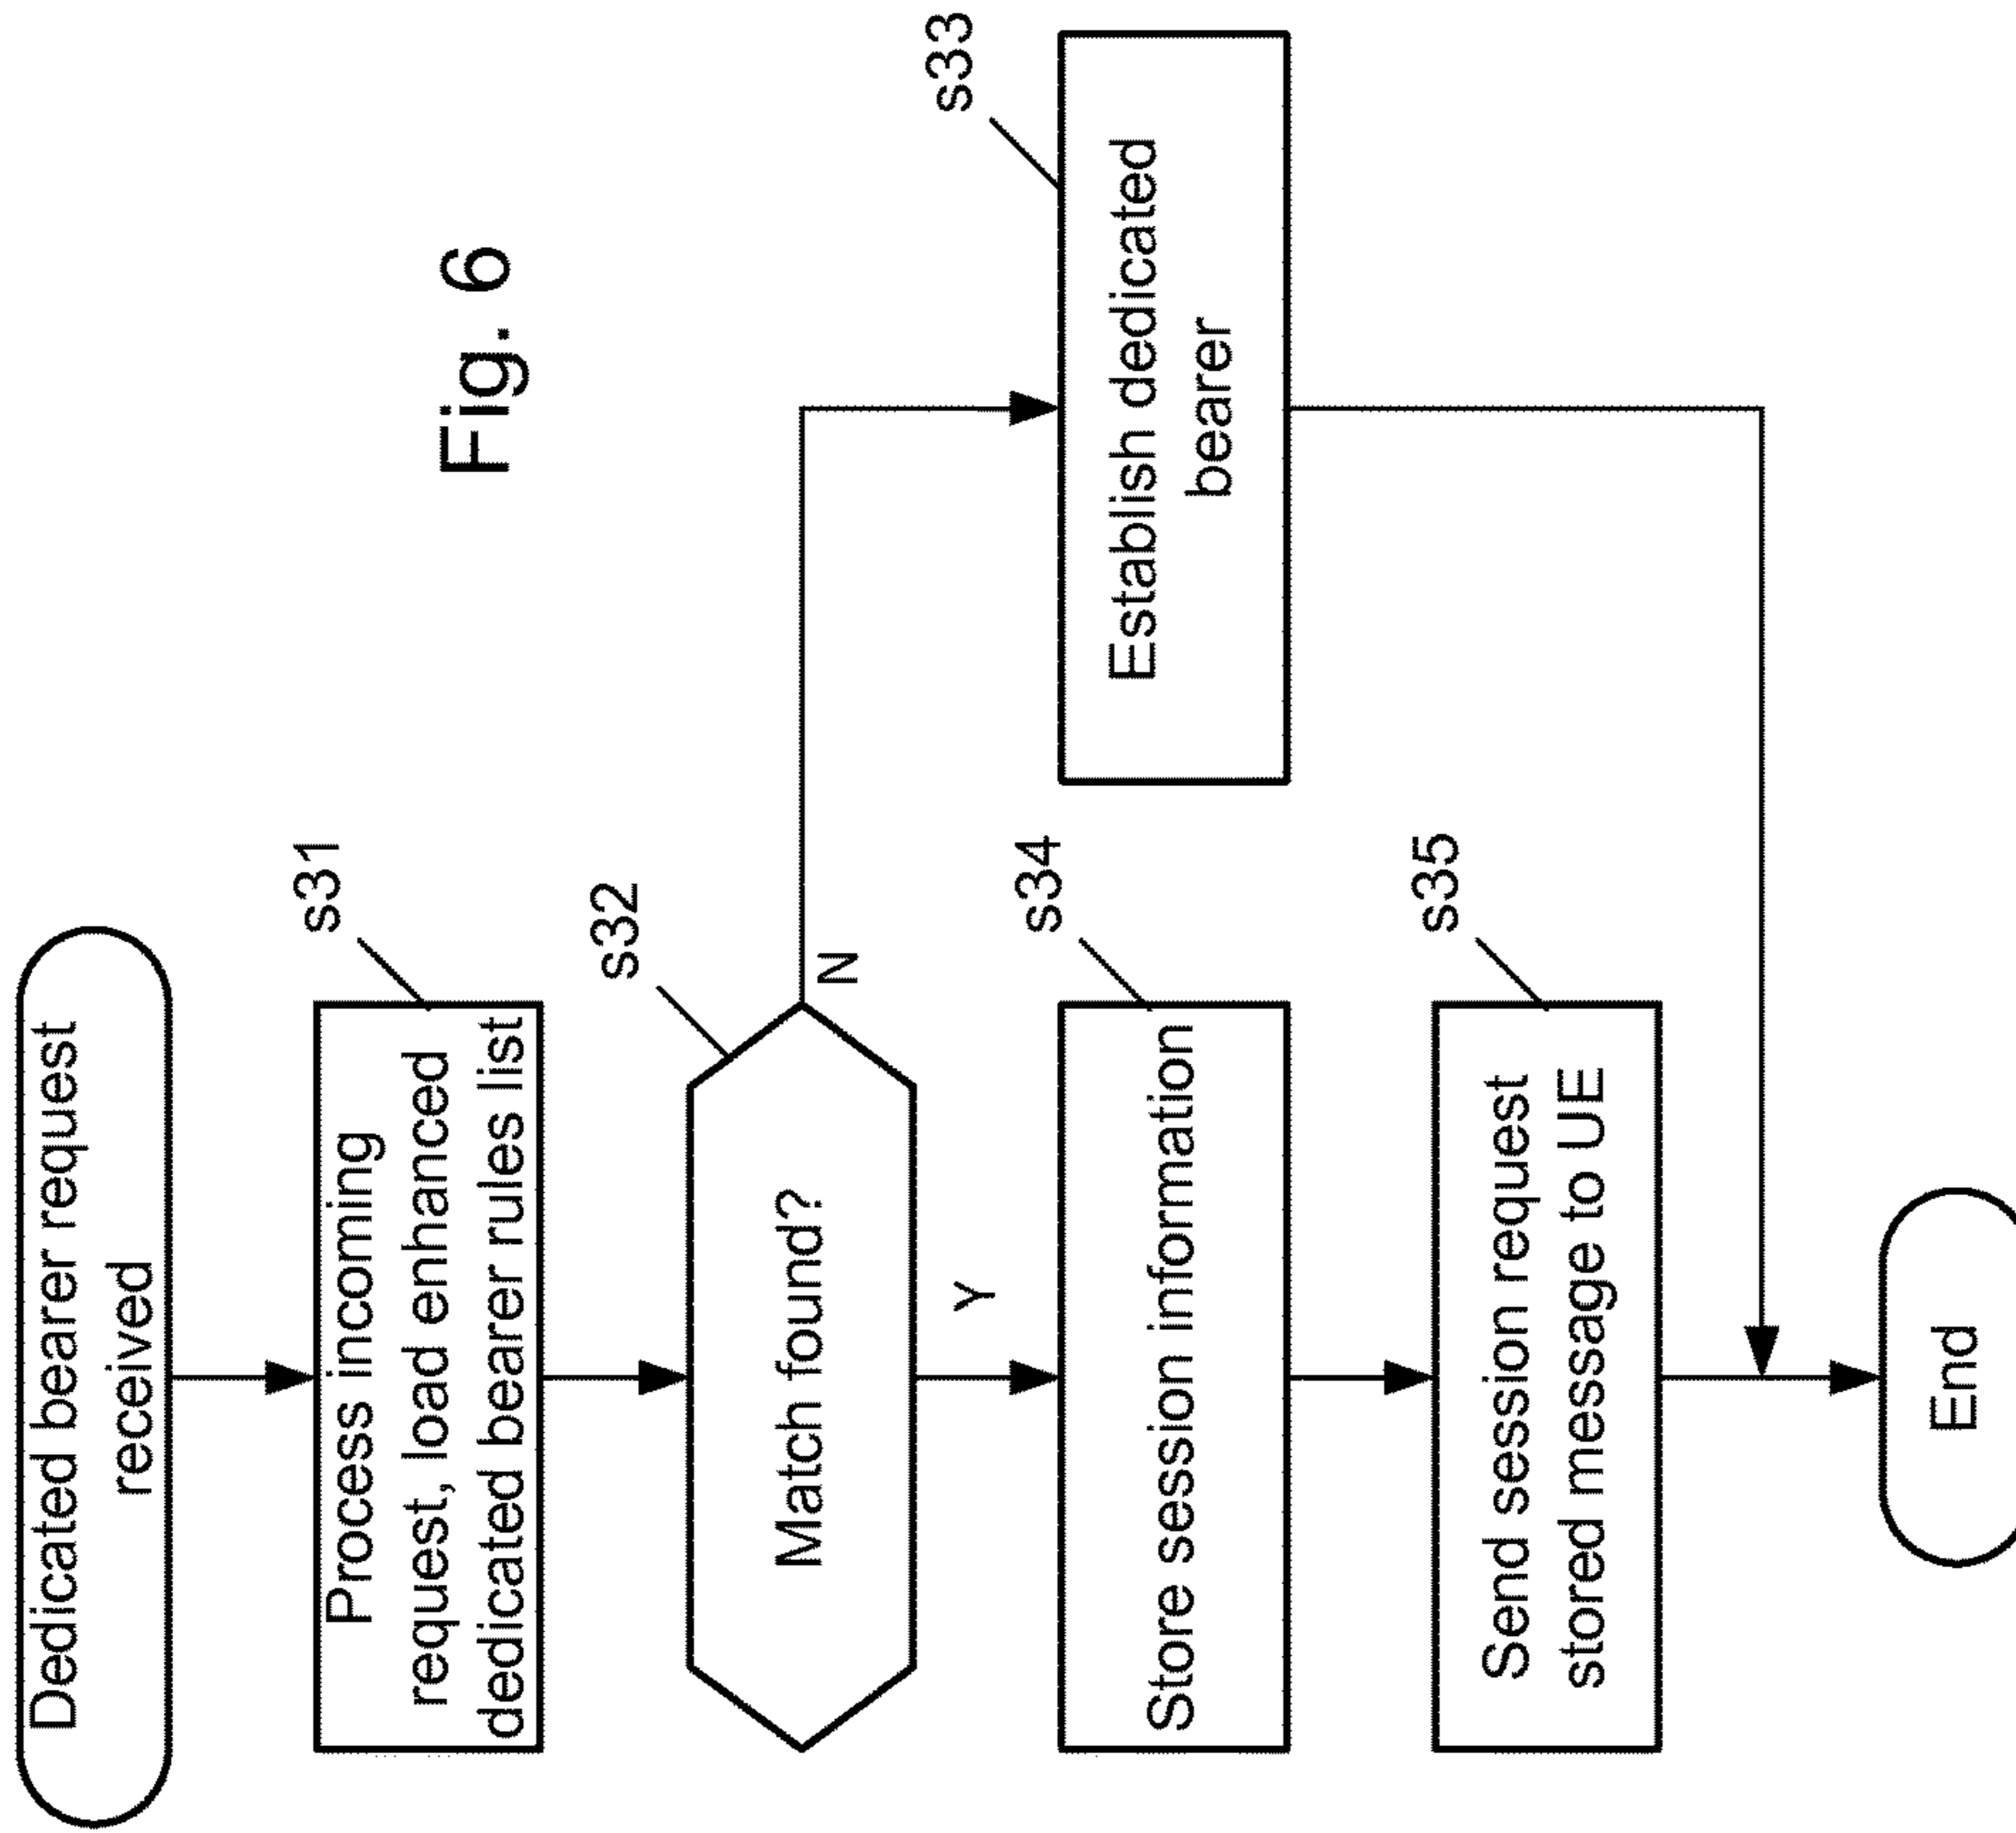 Dedicated bearer request
received
s31
Process incoming
request, load enhanced
dedicated bearer rules list
Fig. 6
s32
Match found?
N
Y
s33
Establish dedicated
bearer
s34
Store session information
s35
Send session request
stored message to UE
End